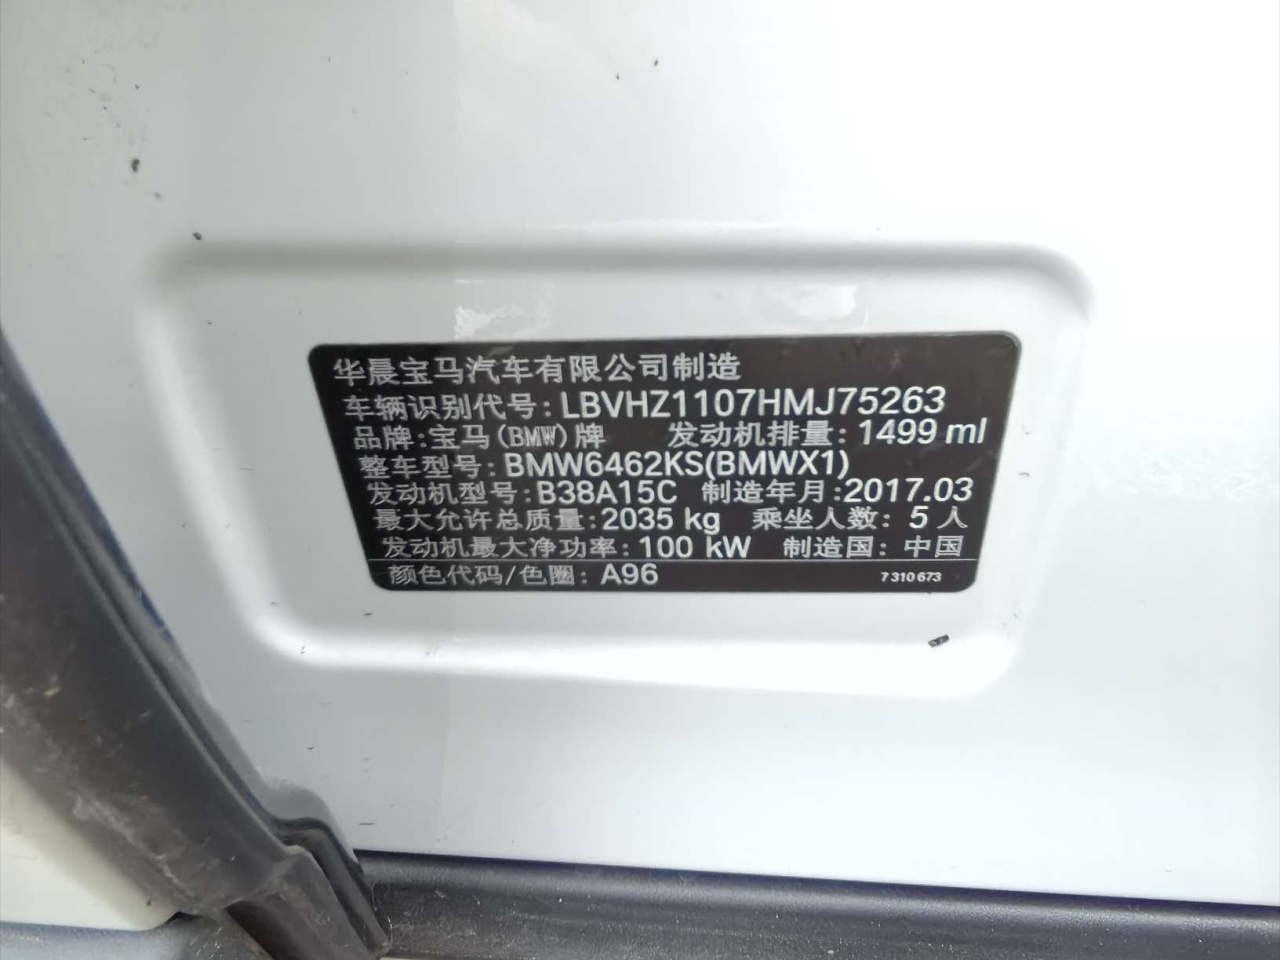 华晨宝马汽车有限公司制造
车辆识别代号: LBVHZ1107HMJ75263
品牌: 宝马(BMW)牌 发动机排量: 1499 ml
整车型号: BMW6462KS(BMWX1)
发动机型号: B38A15C 制造年月: 2017.03
最大允许总质量: 2035 kg 乘坐人数: 5 人
发动机最大净功率: 100 kW 制造国: 中国
颜色代码/色圈: A96 7 310 673